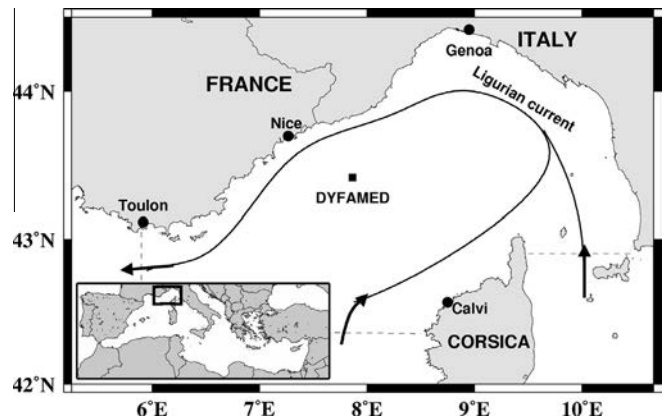 ITALY
Genoa
44°N
FRANCE
Ligurian current
Nice
DYFAMED
Toulon
43°N
Calvi
CORSICA
42°N
6°E
7°E
8°E
9°E
10°E